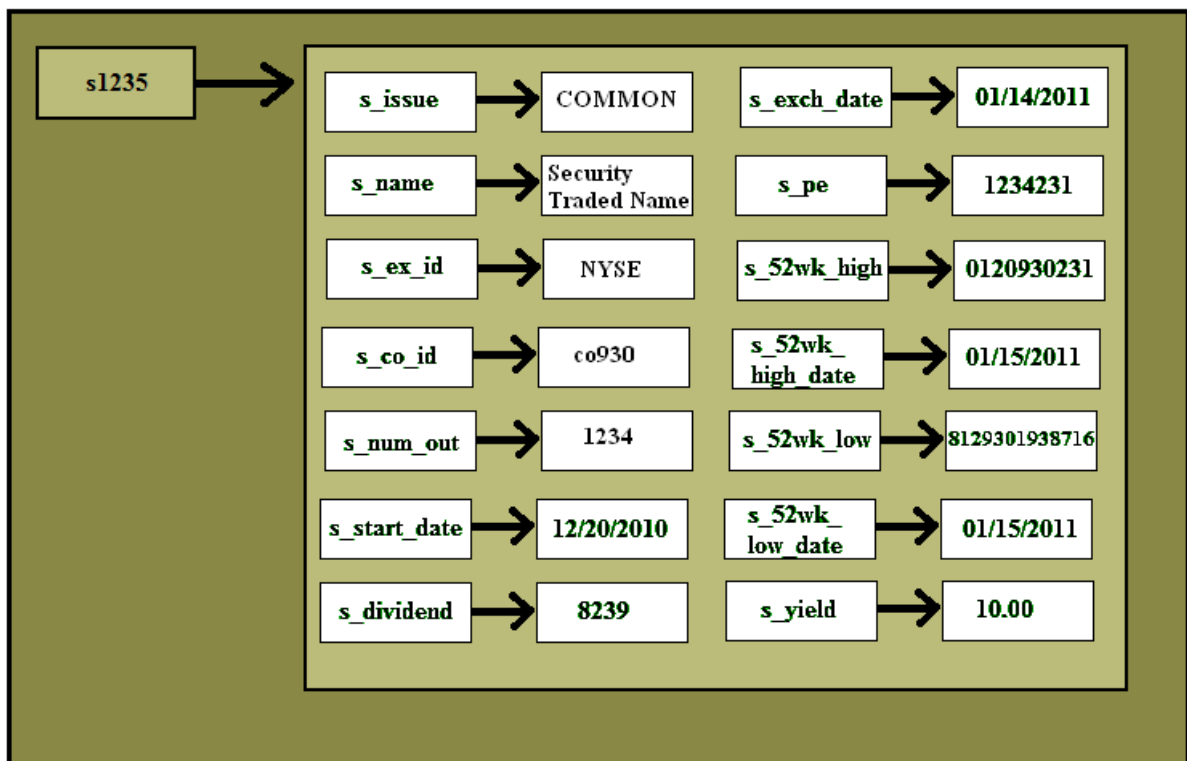 s1235
s_issue
COMMON
s_exch_date
01/14/2011
s_name
Security
Traded Name
s_pe
1234231
s_ex_id
NYSE
s_52wk_high
0120930231
s_co_id
co930
s_52wk_
high_date
01/15/2011
s_num_out
1234
s_52wk_low
8129301938716
s_start_date
12/20/2010
s_52wk_
low_date
01/15/2011
s_dividend
8239
s_yield
10.00